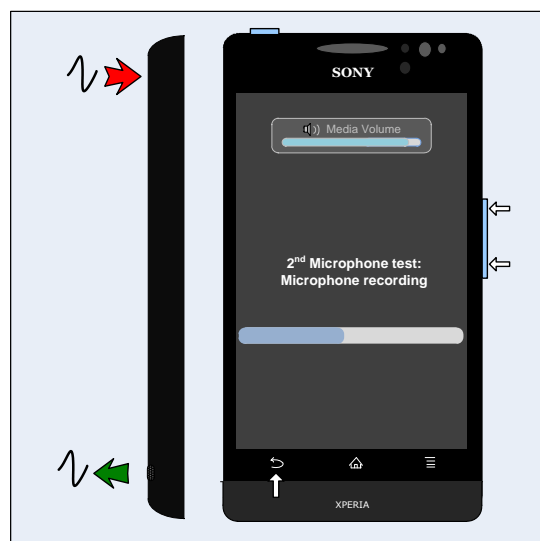 SONY
Media Volume
2nd Microphone test:
Microphone recording
XPERIA